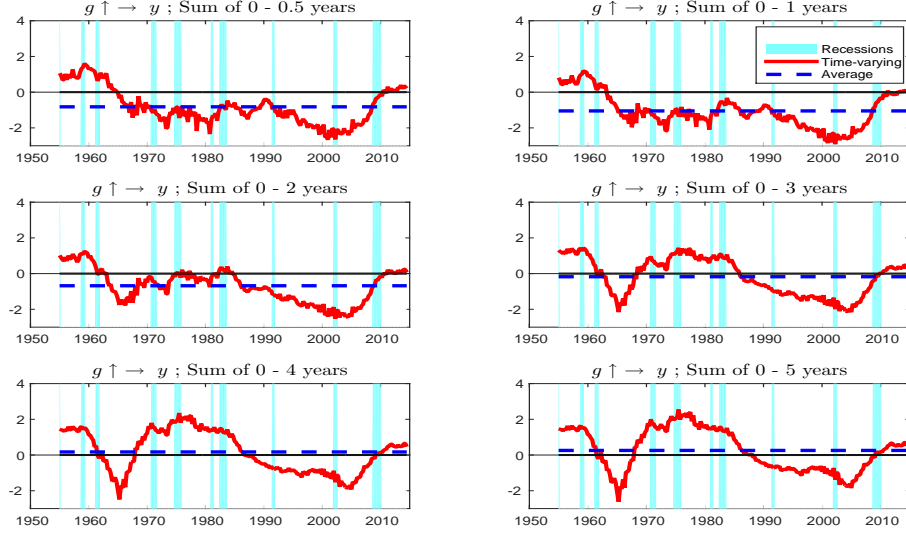 g ↑ → y ; Sum of 0 - 0.5 years
4
2
0
-2
1950 1960 1970 1980 1990 2000 2010
g ↑ → y ; Sum of 0 - 1 years
4
2
0
-2
Recessions
Time-varying
Average
1950 1960 1970 1980 1990 2000 2010
g ↑ → y ; Sum of 0 - 2 years
4
2
0
-2
1950 1960 1970 1980 1990 2000 2010
g ↑ → y ; Sum of 0 - 3 years
4
2
0
-2
1950 1960 1970 1980 1990 2000 2010
g ↑ → y ; Sum of 0 - 4 years
4
2
0
-2
1950 1960 1970 1980 1990 2000 2010
g ↑ → y ; Sum of 0 - 5 years
4
2
0
-2
1950 1960 1970 1980 1990 2000 2010